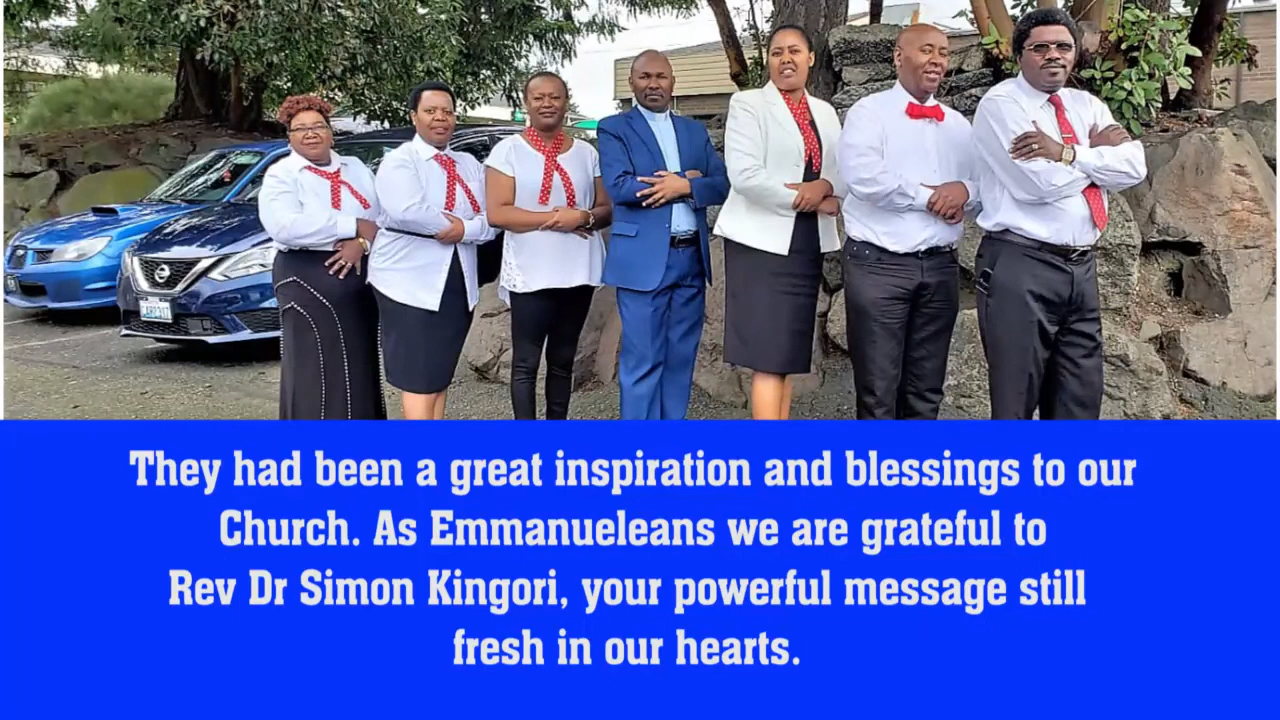 They had been a great inspiration and blessings to our
Church. As Emmanueleans we are grateful to
Rev Dr Simon Kingori, your powerful message still
fresh in our hearts.